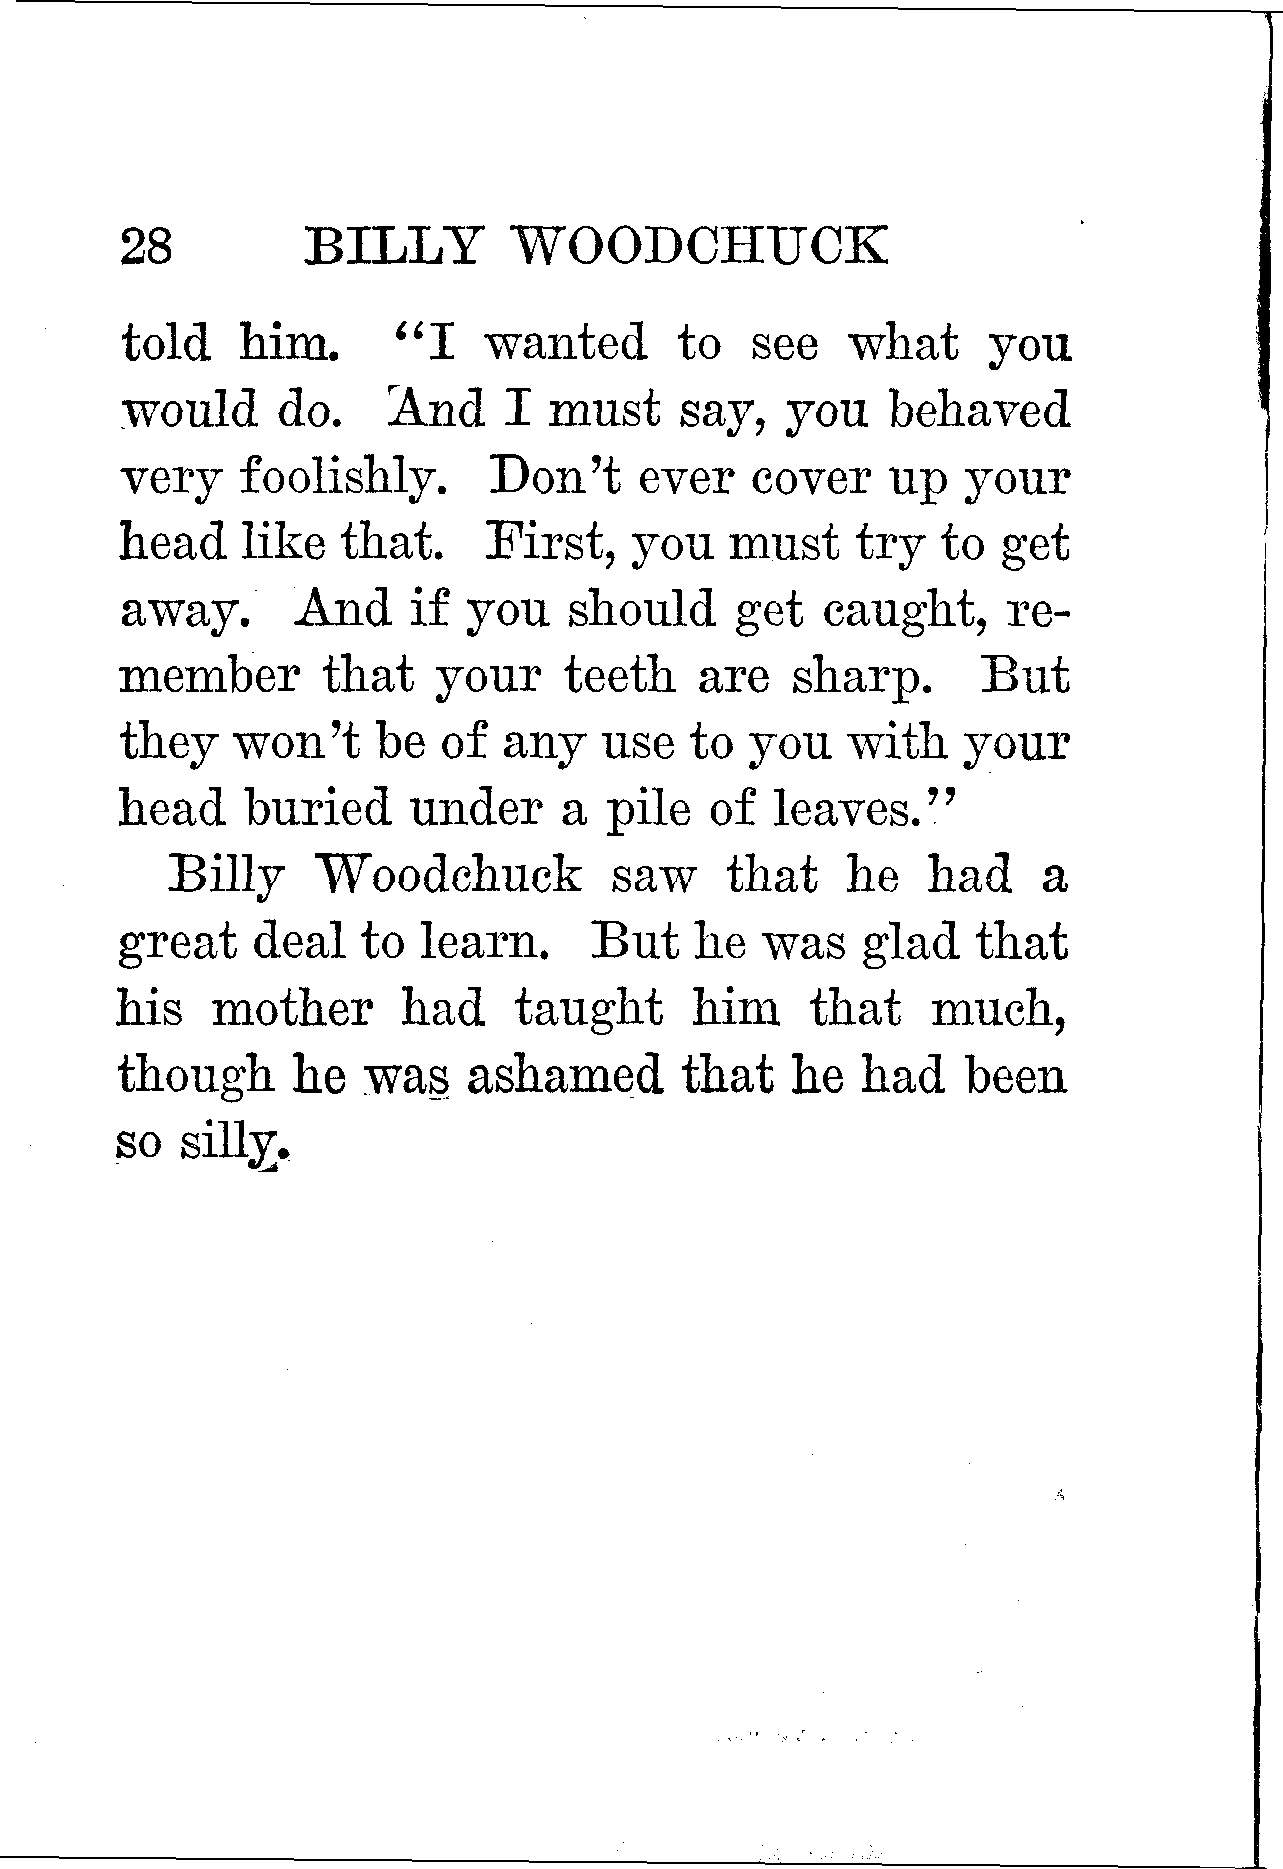 28 BILLY WOODCHUCK
told him. "I wanted to see what you
would do. And I must say, you behaved
very foolishly. Don't ever cover up your
head like that. First, you must try to get
away. And if you should get caught, re-
member that your teeth are sharp. But
they won't be of any use to you with your
head buried under a pile of leaves."
Billy Woodchuck saw that he had a
great deal to learn. But he was glad that
his mother had taught him that much,
though he was ashamed that he had been
so silly.